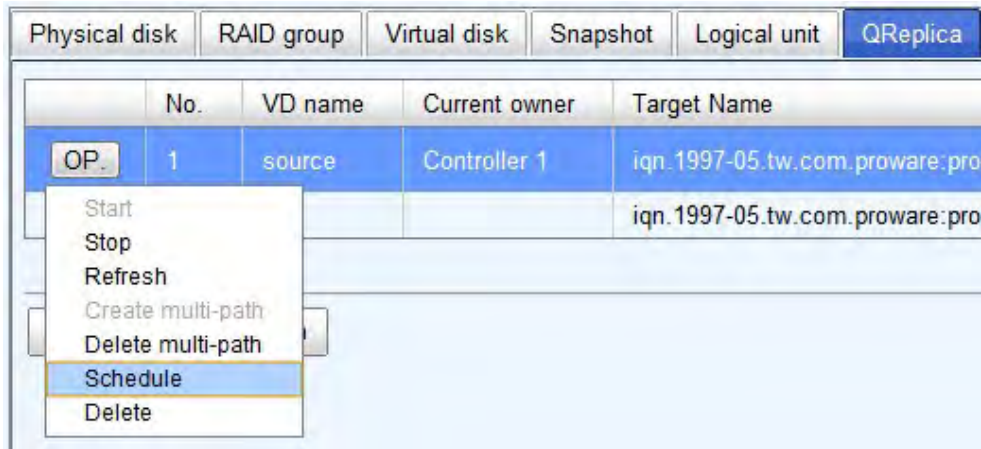 Physical disk RAID group Virtual disk Snapshot Logical unit QReplica
No. VD name Current owner Target Name
OP. 1 source Controller 1 iqn.1997-05.tw.com.proware:pro
iqn.1997-05.tw.com.proware:pro
Start
Stop
Refresh
Create multi-path
Delete multi-path
Schedule
Delete